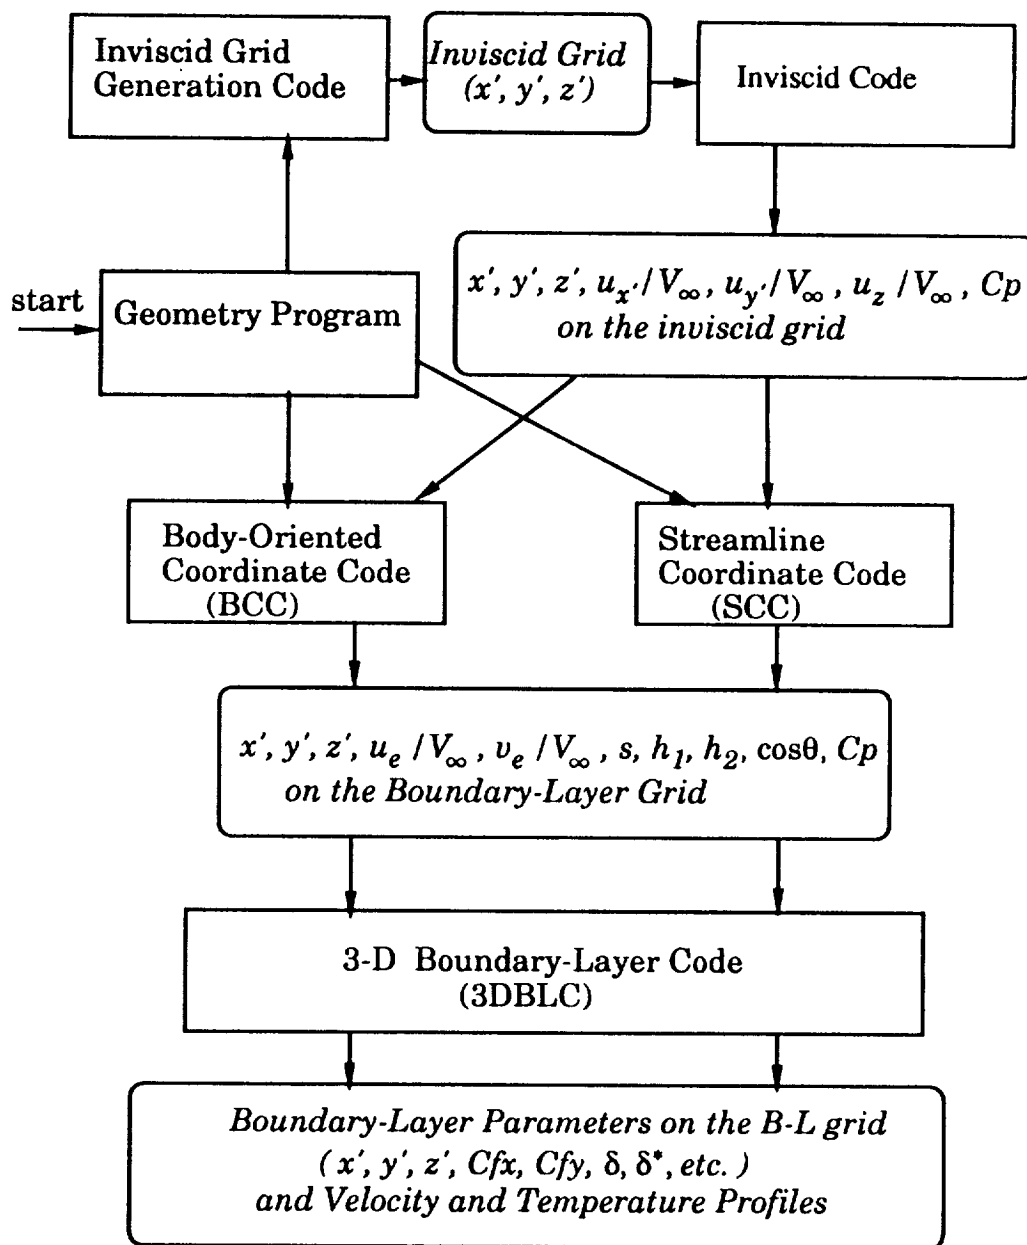 Inviscid Grid
Generation Code
Inviscid Grid
(x′, y′, z′)
Inviscid Code
x′, y′, z′, u_x′/V_∞, u_y′/V_∞, u_z/V_∞, Cp
on the inviscid grid
start
Geometry Program
Body-Oriented
Coordinate Code
(BCC)
Streamline
Coordinate Code
(SCC)
x′, y′, z′, u_e/V_∞, v_e/V_∞, s, h_1, h_2, cosθ, Cp
on the Boundary-Layer Grid
3-D Boundary-Layer Code
(3DBLC)
Boundary-Layer Parameters on the B-L grid
(x′, y′, z′, Cfx, Cfy, δ, δ*, etc.)
and Velocity and Temperature Profiles